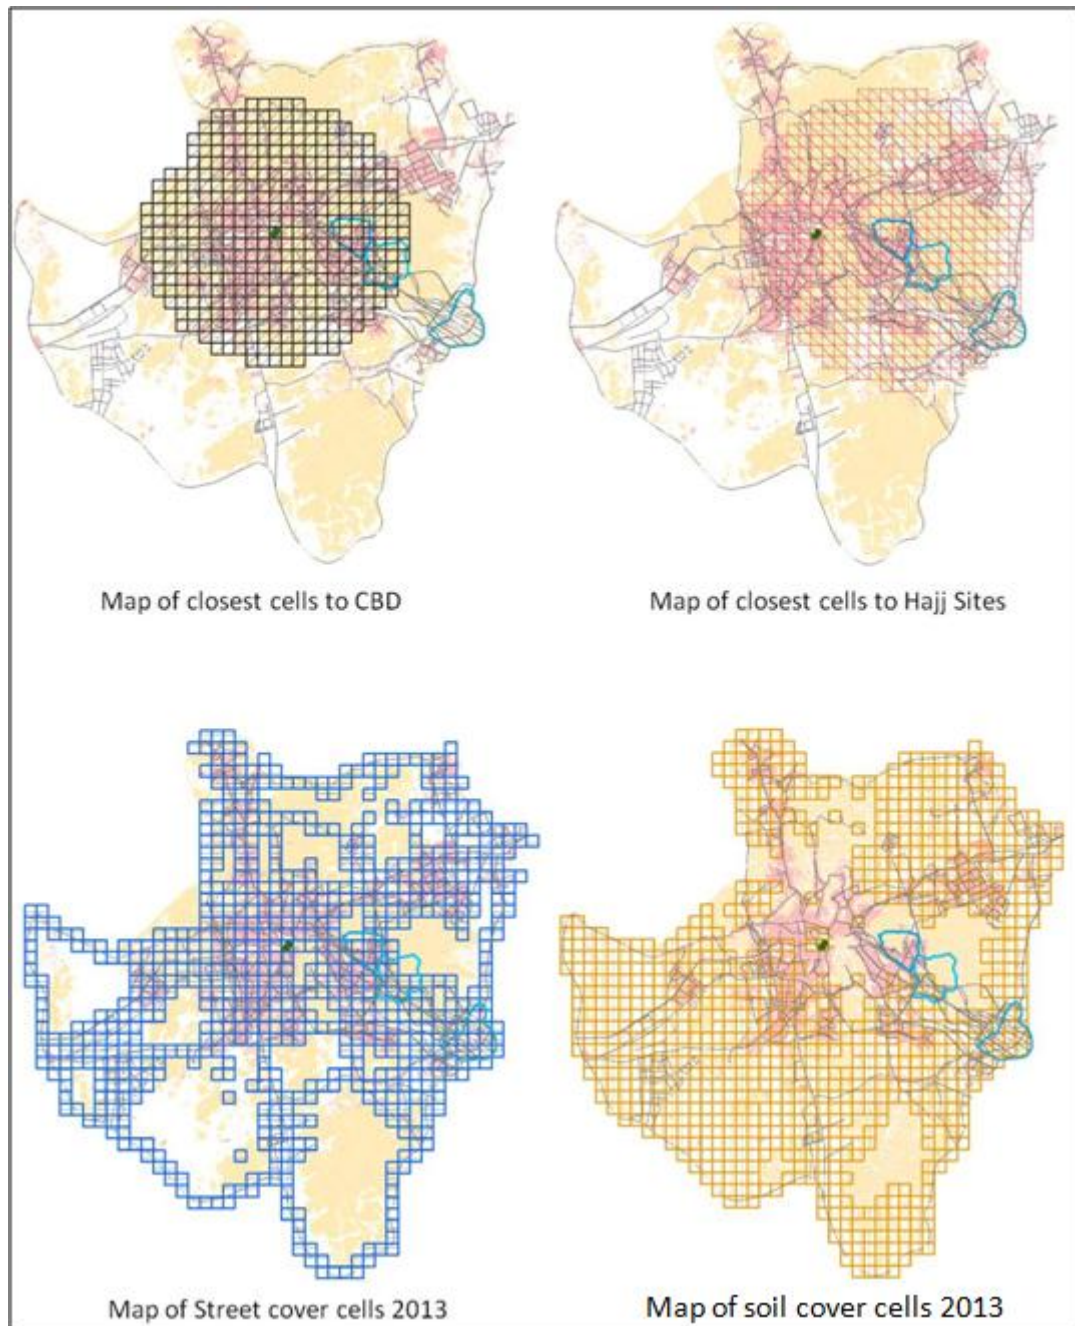 Map of closest cells to CBD
Map of closest cells to Hajj Sites
Map of Street cover cells 2013
Map of soil cover cells 2013